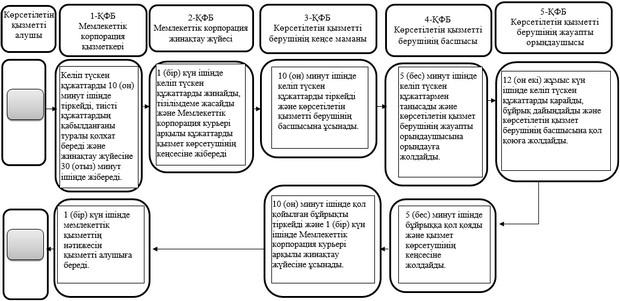 Көрсетілетін
қызметті
алушы
1-ҚФБ
Мемлекеттік
корпорация
қызметкері
2-ҚФБ
Мемлекеттік корпорация
жинақтау жүйесі
3-ҚФБ
Көрсетілетін қызметті
берушінің кеңсе маманы
4-ҚФБ
Көрсетілетін қызметті
берушінің басшысы
5-ҚФБ
Көрсетілетін қызметті
берушінің жауапты
орындаушысы
Келіп түскен
құжаттарды 10 (он)
минут ішінде
тіркейді, тиісті
құжаттардың
қабылданғаны
туралы қолхат
береді және
жинақтау жүйесіне
30 (отыз) минут
ішінде жібереді.
1 (бір) күн ішінде
келіп түскен
құжаттарды жинайды,
тізілімдеме жасайды
және Мемлекеттік
корпорация курьері
арқылы құжаттарды
қызмет көрсетушінің
кеңсесіне жібереді
10 (он) минут ішінде
келіп түскен
құжаттарды тіркейді
және көрсетілетін
қызметті берушінің
басшысына ұсынады.
5 (бес) минут ішінде
келіп түскен
құжаттармен
танысады және
көрсетілетін қызмет
берушінің жауапты
орындаушысына
орындауға
жолдайды.
12 (он екі) жұмыс күн
ішінде келіп түскен
құжаттарды қарайды,
бұйрық дайындайды және
көрсетілетін қызмет
берушінің басшысына қол
қоюға жолдайды.
1 (бір) күн ішінде
мемлекеттік
қызметтің
нәтижесін
қызметті алушыға
береді.
10 (он) минут ішінде қол
қойылған бұйрықты
тіркейді және 1 (бір) күн
ішінде Мемлекеттік
корпорация курьері
арқылы жинақтау
жүйесіне ұсынады.
5 (бес) минут ішінде
бұйрыққа қол қояды
және қызмет
көрсетушінің
кеңсесіне
жолдайды.